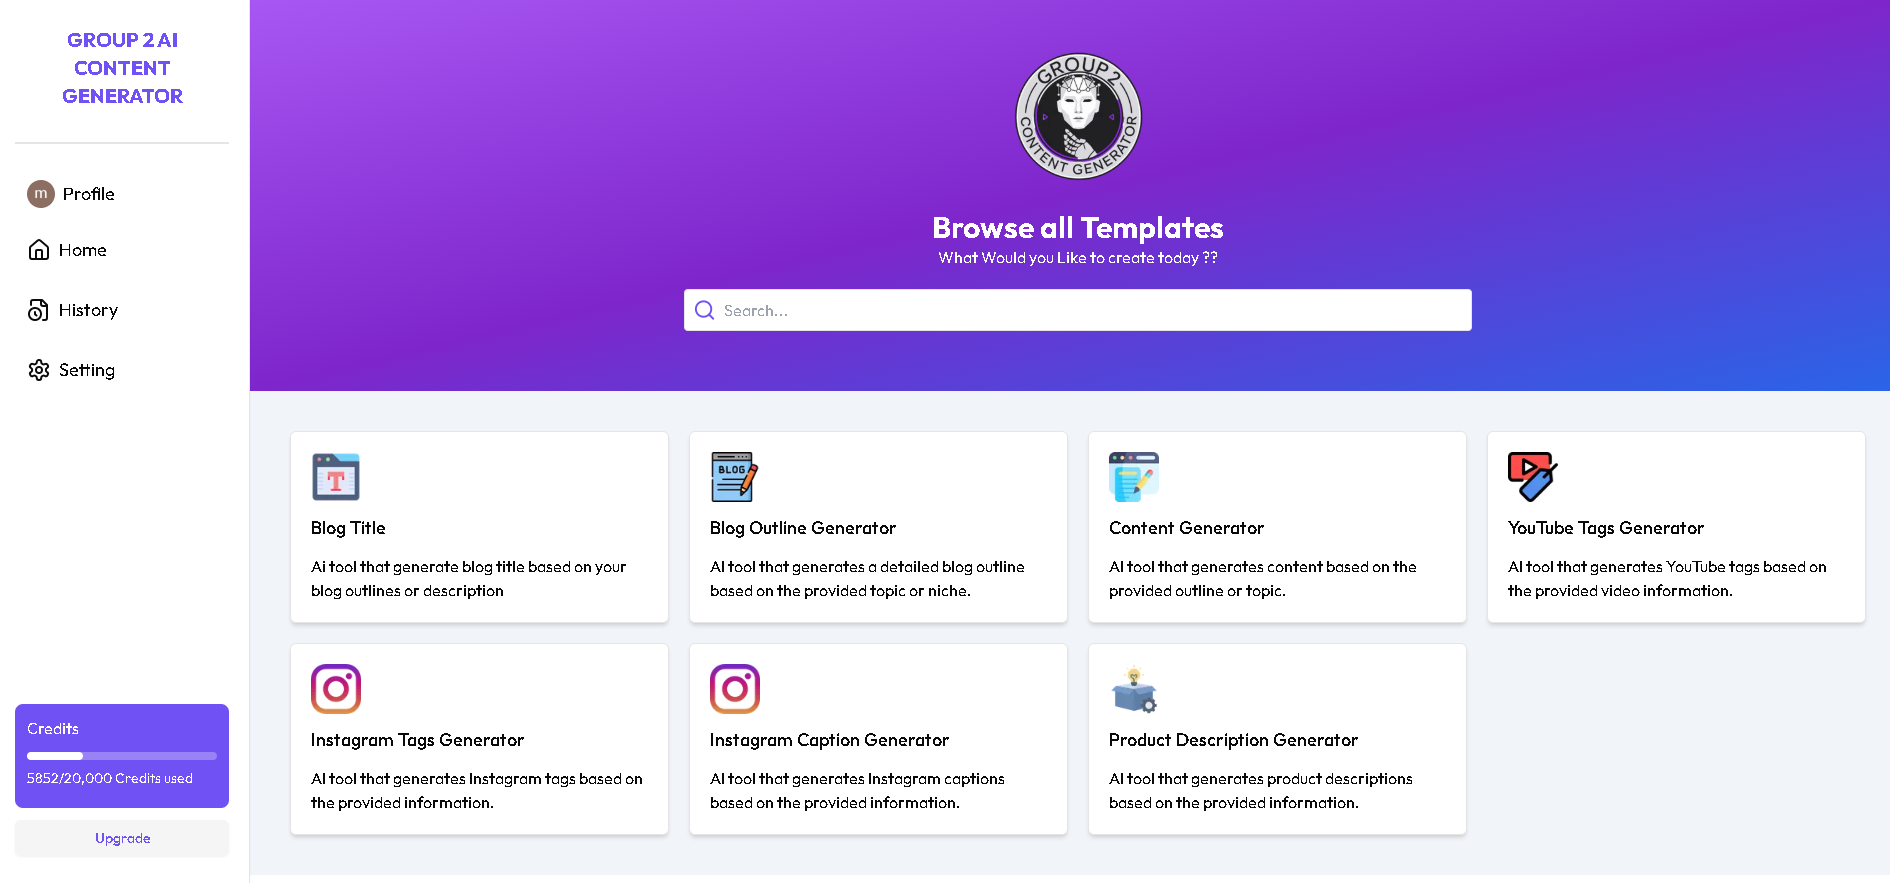 GROUP 2 AI
CONTENT
GENERATOR
m Profile
Home
History
Setting
Credits
5852/20,000 Credits used
Upgrade
GROUP 2
CONTENT GENERATOR
Browse all Templates
What Would you Like to create today ??
Search...
T
Blog Title
Ai tool that generate blog title based on your
blog outlines or description
BLOG
Blog Outline Generator
AI tool that generates a detailed blog outline
based on the provided topic or niche.
Content Generator
AI tool that generates content based on the
provided outline or topic.
YouTube Tags Generator
AI tool that generates YouTube tags based on
the provided video information.
Instagram Tags Generator
AI tool that generates Instagram tags based on
the provided information.
Instagram Caption Generator
AI tool that generates Instagram captions
based on the provided information.
Product Description Generator
AI tool that generates product descriptions
based on the provided information.